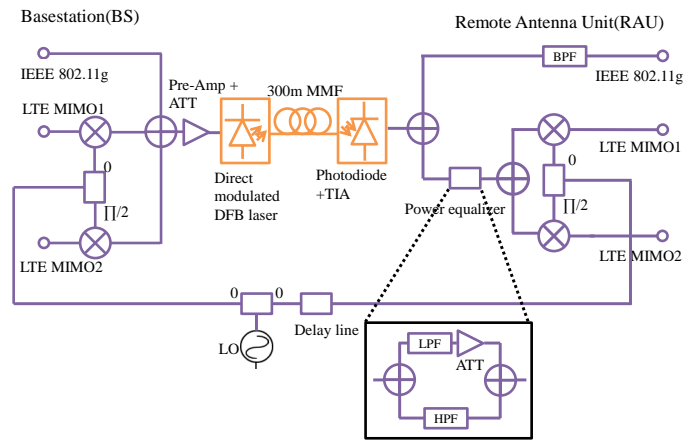 Basestation(BS)
Remote Antenna Unit(RAU)
IEEE 802.11g
Pre-Amp +
ATT
300m MMF
BPF
IEEE 802.11g
LTE MIMO1
LTE MIMO1
0
0
Direct
modulated
DFB laser
Photodiode
+TIA
Power equalizer
∏/2
∏/2
LTE MIMO2
LTE MIMO2
0
0
Delay line
LO
LPF
ATT
HPF